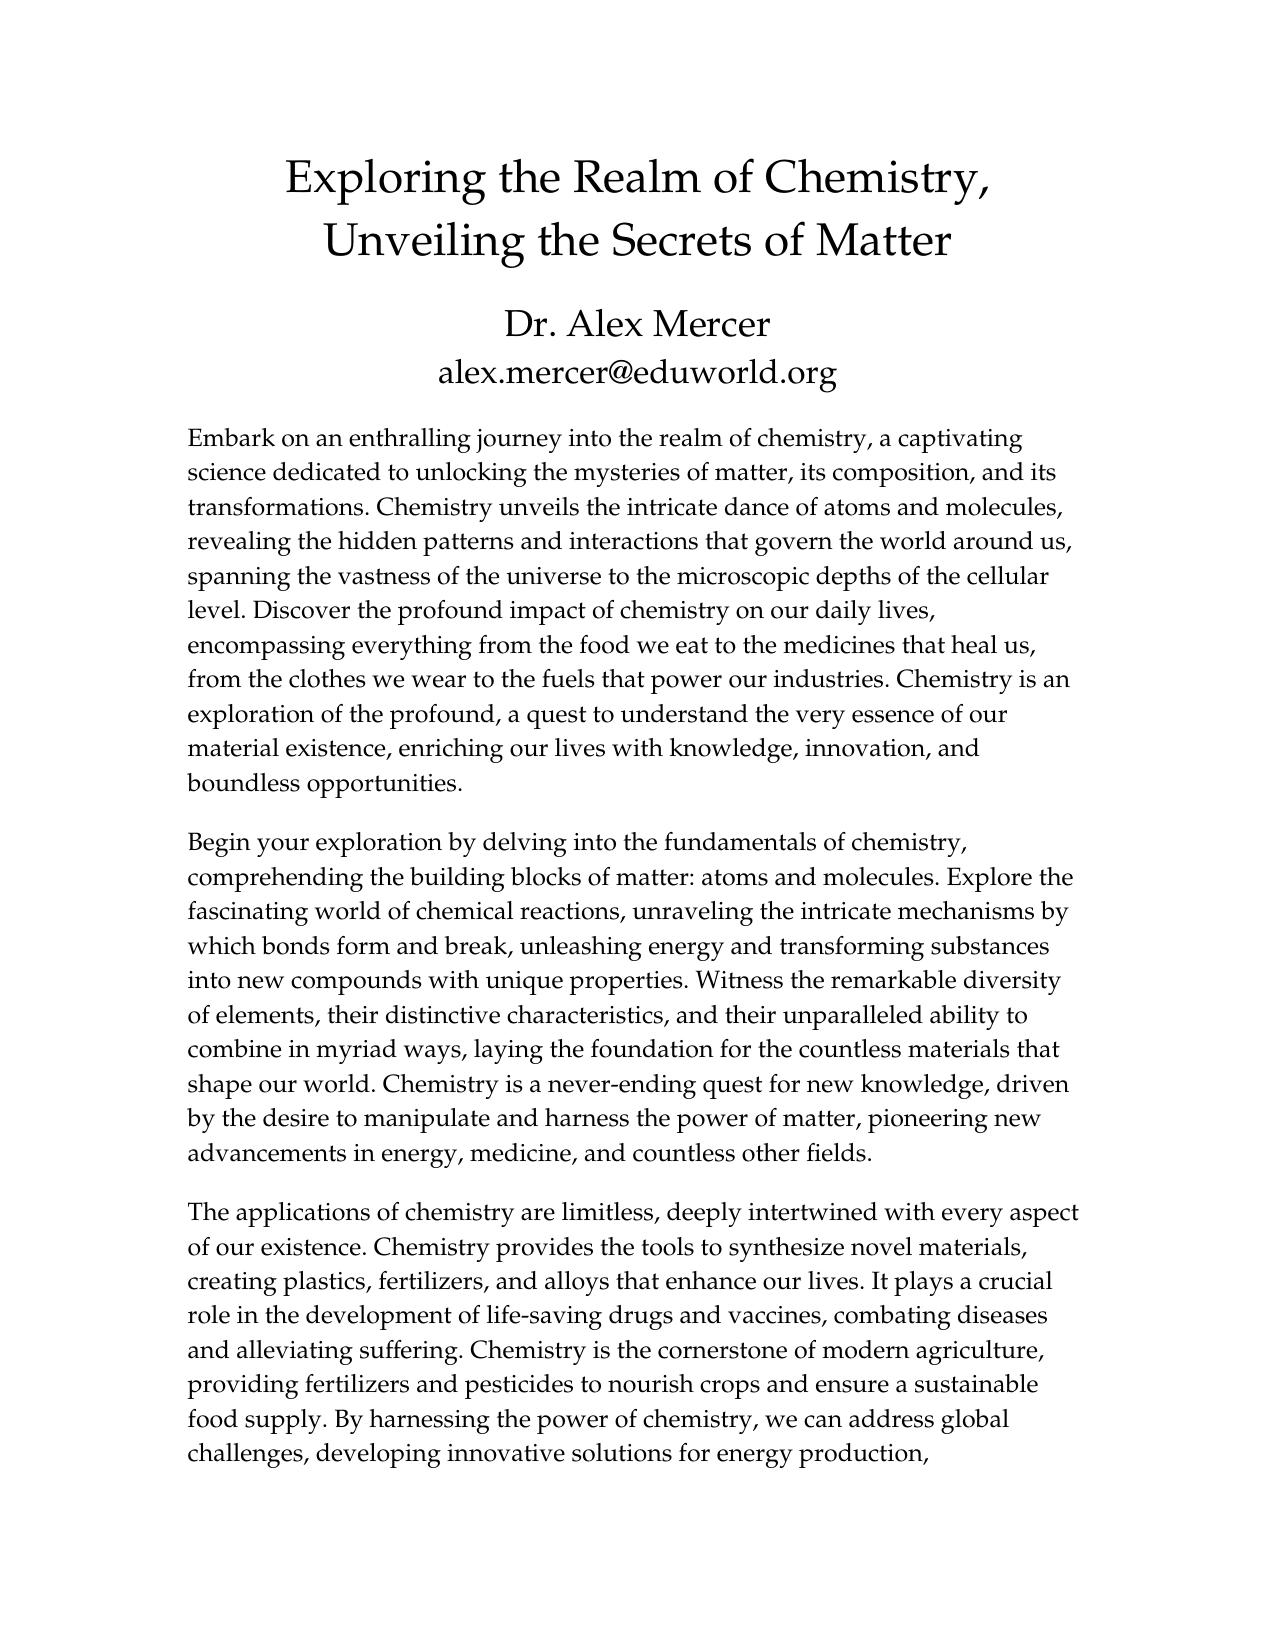 Exploring the Realm of Chemistry,
Unveiling the Secrets of Matter
Dr. Alex Mercer
alex.mercer@eduworld.org
Embark on an enthralling journey into the realm of chemistry, a captivating
science dedicated to unlocking the mysteries of matter, its composition, and its
transformations. Chemistry unveils the intricate dance of atoms and molecules,
revealing the hidden patterns and interactions that govern the world around us,
spanning the vastness of the universe to the microscopic depths of the cellular
level. Discover the profound impact of chemistry on our daily lives,
encompassing everything from the food we eat to the medicines that heal us,
from the clothes we wear to the fuels that power our industries. Chemistry is an
exploration of the profound, a quest to understand the very essence of our
material existence, enriching our lives with knowledge, innovation, and
boundless opportunities.
Begin your exploration by delving into the fundamentals of chemistry,
comprehending the building blocks of matter: atoms and molecules. Explore the
fascinating world of chemical reactions, unraveling the intricate mechanisms by
which bonds form and break, unleashing energy and transforming substances
into new compounds with unique properties. Witness the remarkable diversity
of elements, their distinctive characteristics, and their unparalleled ability to
combine in myriad ways, laying the foundation for the countless materials that
shape our world. Chemistry is a never-ending quest for new knowledge, driven
by the desire to manipulate and harness the power of matter, pioneering new
advancements in energy, medicine, and countless other fields.
The applications of chemistry are limitless, deeply intertwined with every aspect
of our existence. Chemistry provides the tools to synthesize novel materials,
creating plastics, fertilizers, and alloys that enhance our lives. It plays a crucial
role in the development of life-saving drugs and vaccines, combating diseases
and alleviating suffering. Chemistry is the cornerstone of modern agriculture,
providing fertilizers and pesticides to nourish crops and ensure a sustainable
food supply. By harnessing the power of chemistry, we can address global
challenges, developing innovative solutions for energy production,